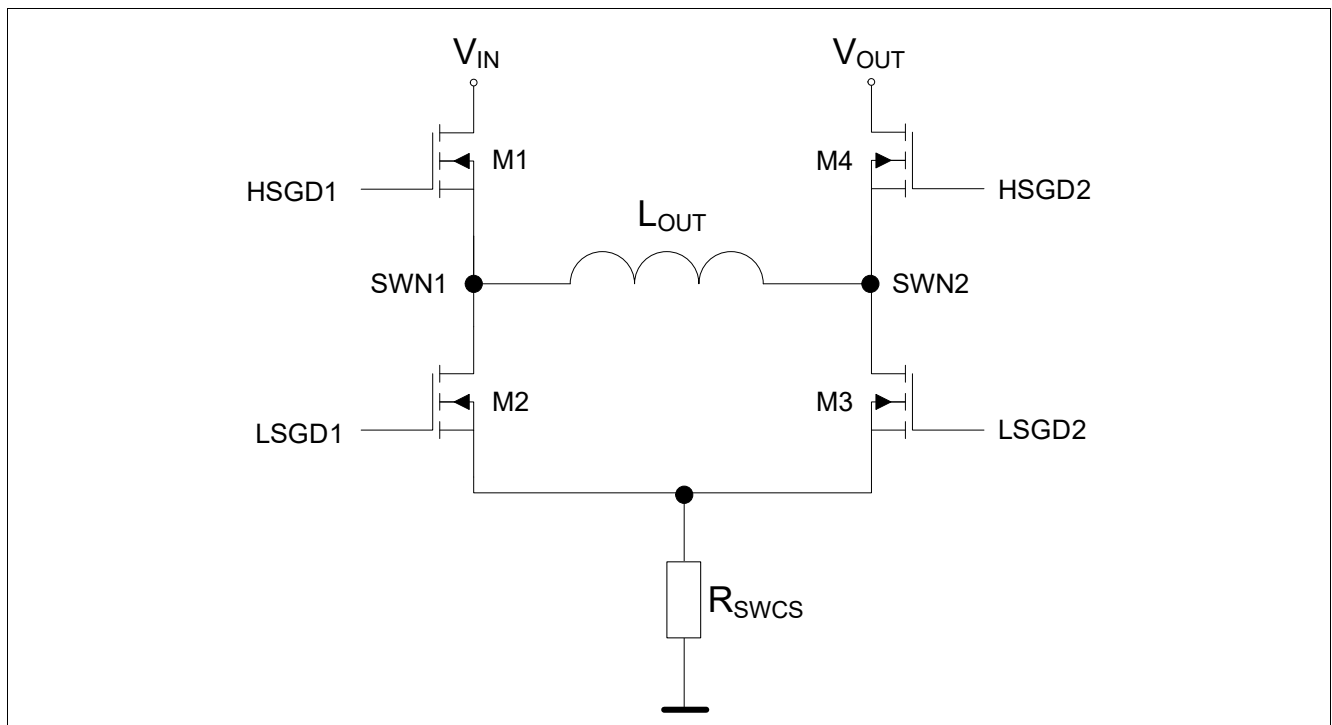 VIN
VOUT
M1
M4
HSGD1
HSGD2
LOUT
SWN1
SWN2
M2
M3
LSGD1
LSGD2
RSWCS